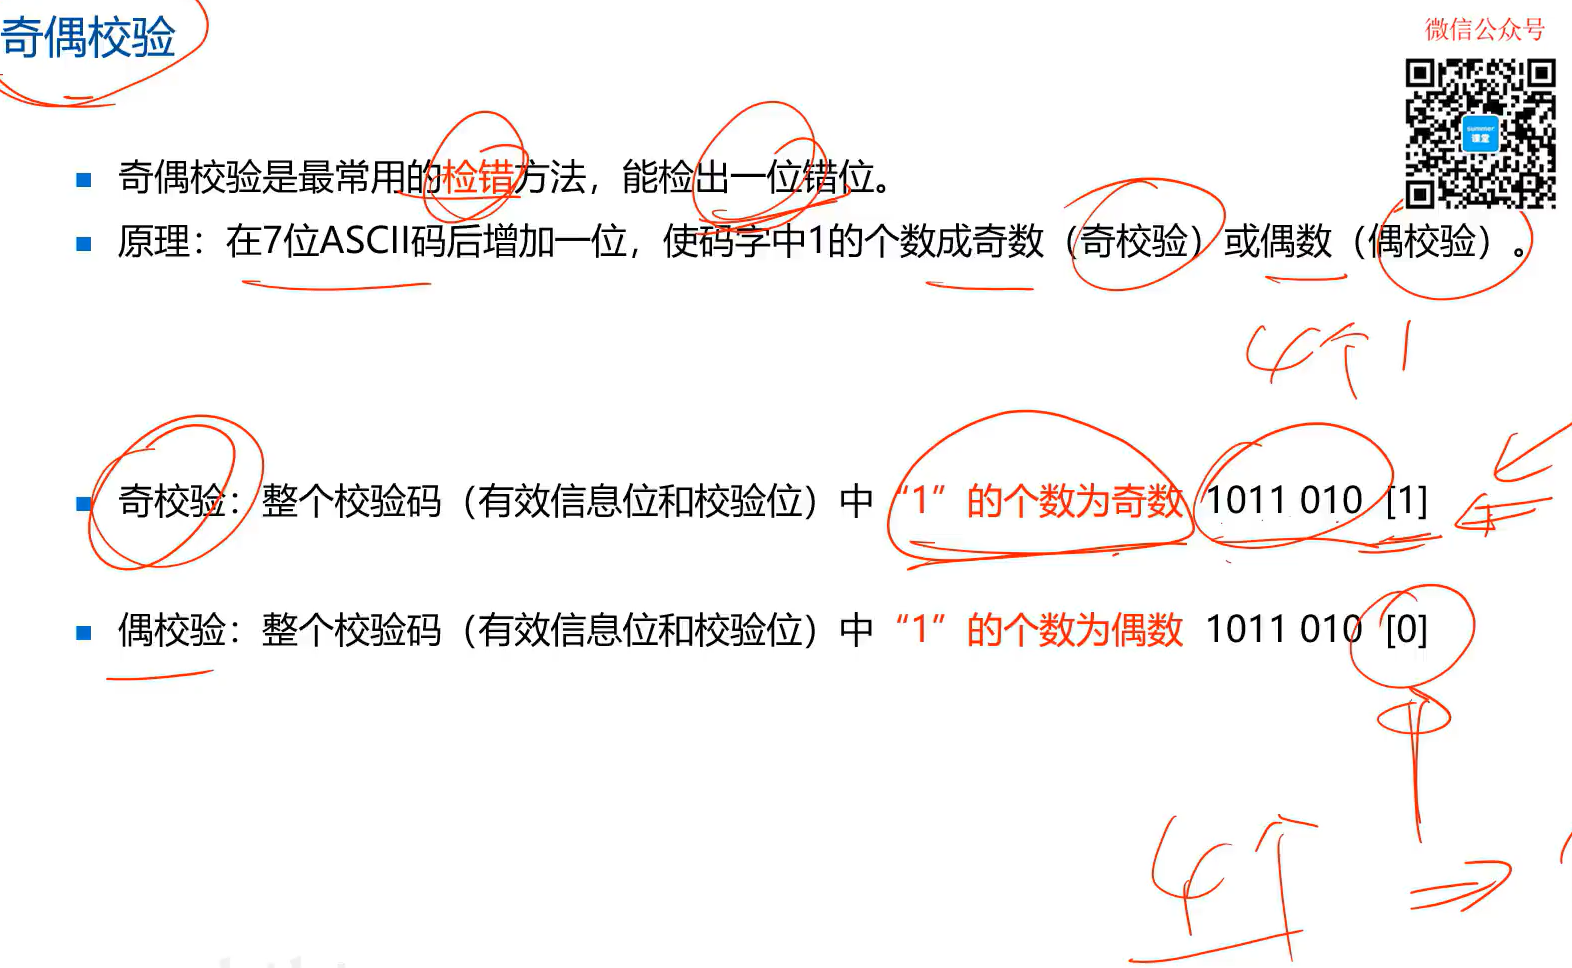 奇偶校验
微信公众号
summer
课堂
奇偶校验是最常用的检错方法，能检出一位错位。
原理：在7位ASCII码后增加一位，使码字中1的个数成奇数（奇校验）或偶数（偶校验）。
4个1
奇校验：整个校验码（有效信息位和校验位）中“1”的个数为奇数 1011 010 [1]
偶校验：整个校验码（有效信息位和校验位）中“1”的个数为偶数 1011 010 [0]
4个